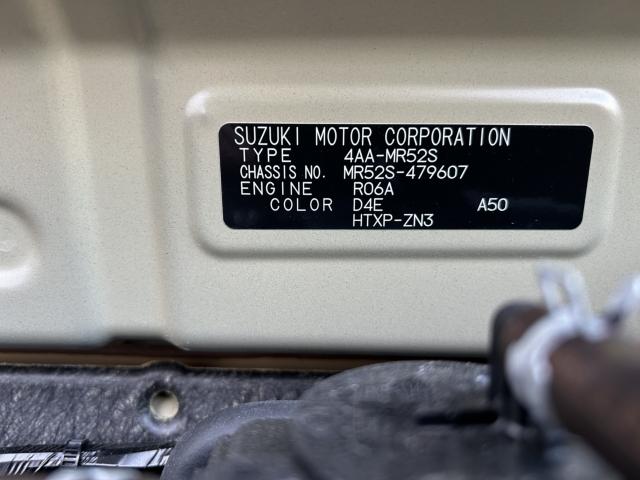 SUZUKI MOTOR CORPORATION
TYPE 4AA-MR52S
CHASSIS NO. MR52S-479607
ENGINE R06A
COLOR D4E A50
HTXP-ZN3